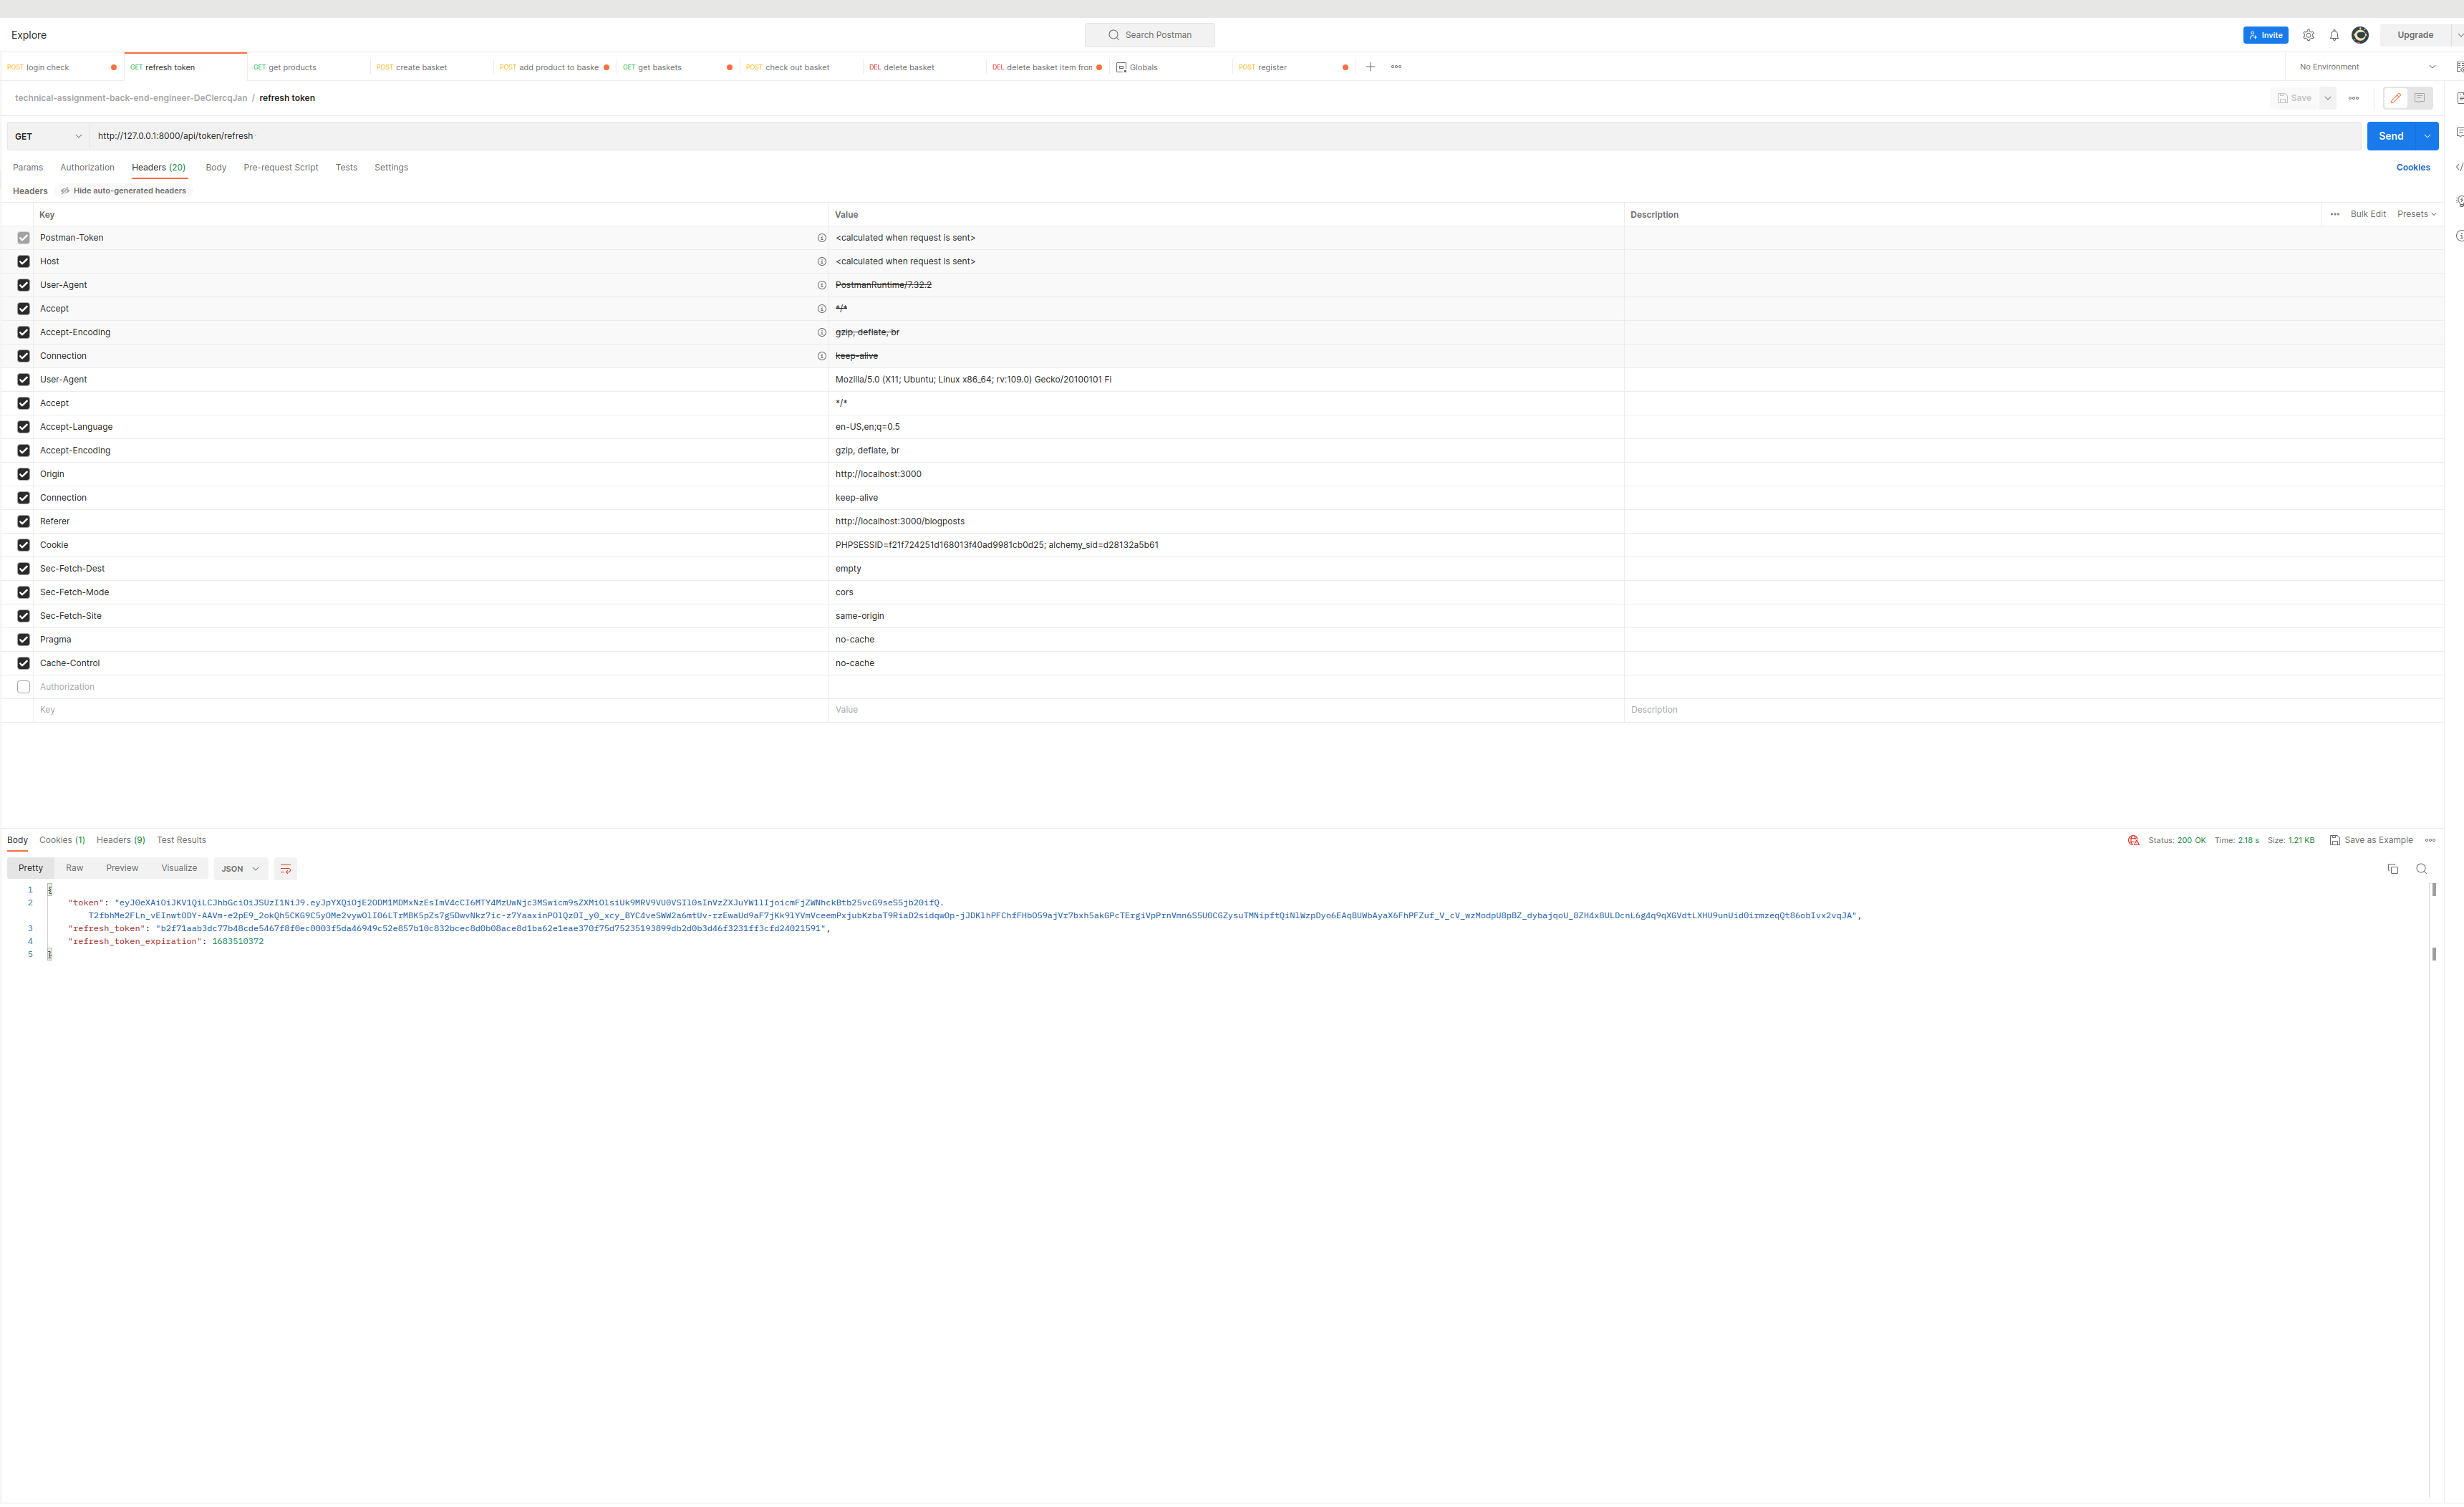 Explore
Search Postman
Invite
Upgrade
POST login check
GET refresh token
GET get products
POST create basket
POST add product to baske
GET get baskets
POST check out basket
DEL delete basket
DEL delete basket item fron
Globals
POST register
No Environment
technical-assignment-back-end-engineer-DeClercqJan / refresh token
Save
GET
http://127.0.0.1:8000/api/token/refresh
Send
Params Authorization Headers (20) Body Pre-request Script Tests Settings
Cookies
Headers Hide auto-generated headers
Key Value Description Bulk Edit Presets
Postman-Token <calculated when request is sent>
Host <calculated when request is sent>
User-Agent PostmanRuntime/7.32.2
Accept */*
Accept-Encoding gzip, deflate, br
Connection keep-alive
User-Agent Mozilla/5.0 (X11; Ubuntu; Linux x86_64; rv:109.0) Gecko/20100101 Fi
Accept */*
Accept-Language en-US,en;q=0.5
Accept-Encoding gzip, deflate, br
Origin http://localhost:3000
Connection keep-alive
Referer http://localhost:3000/blogposts
Cookie PHPSESSID=f21f724251d168013f40ad9981cb0d25; alchemy_sid=d28132a5b61
Sec-Fetch-Dest empty
Sec-Fetch-Mode cors
Sec-Fetch-Site same-origin
Pragma no-cache
Cache-Control no-cache
Authorization
Key Value Description
Body Cookies (1) Headers (9) Test Results
Status: 200 OK Time: 2.18 s Size: 1.21 KB
Save as Example
Pretty Raw Preview Visualize JSON
1 {
2 "token":
3 "refresh_token":
4 "refresh_token_expiration": 1683510372
5 }